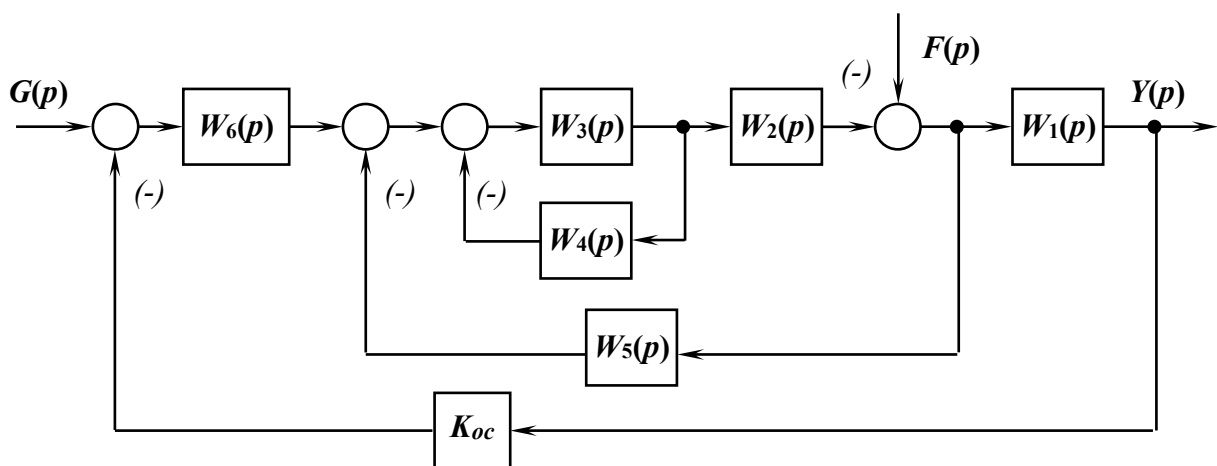 F(p)
(-)
G(p)
Y(p)
W₆(p)
W₃(p)
W₂(p)
W₁(p)
(-)
(-)
(-)
W₄(p)
W₅(p)
Kₒc